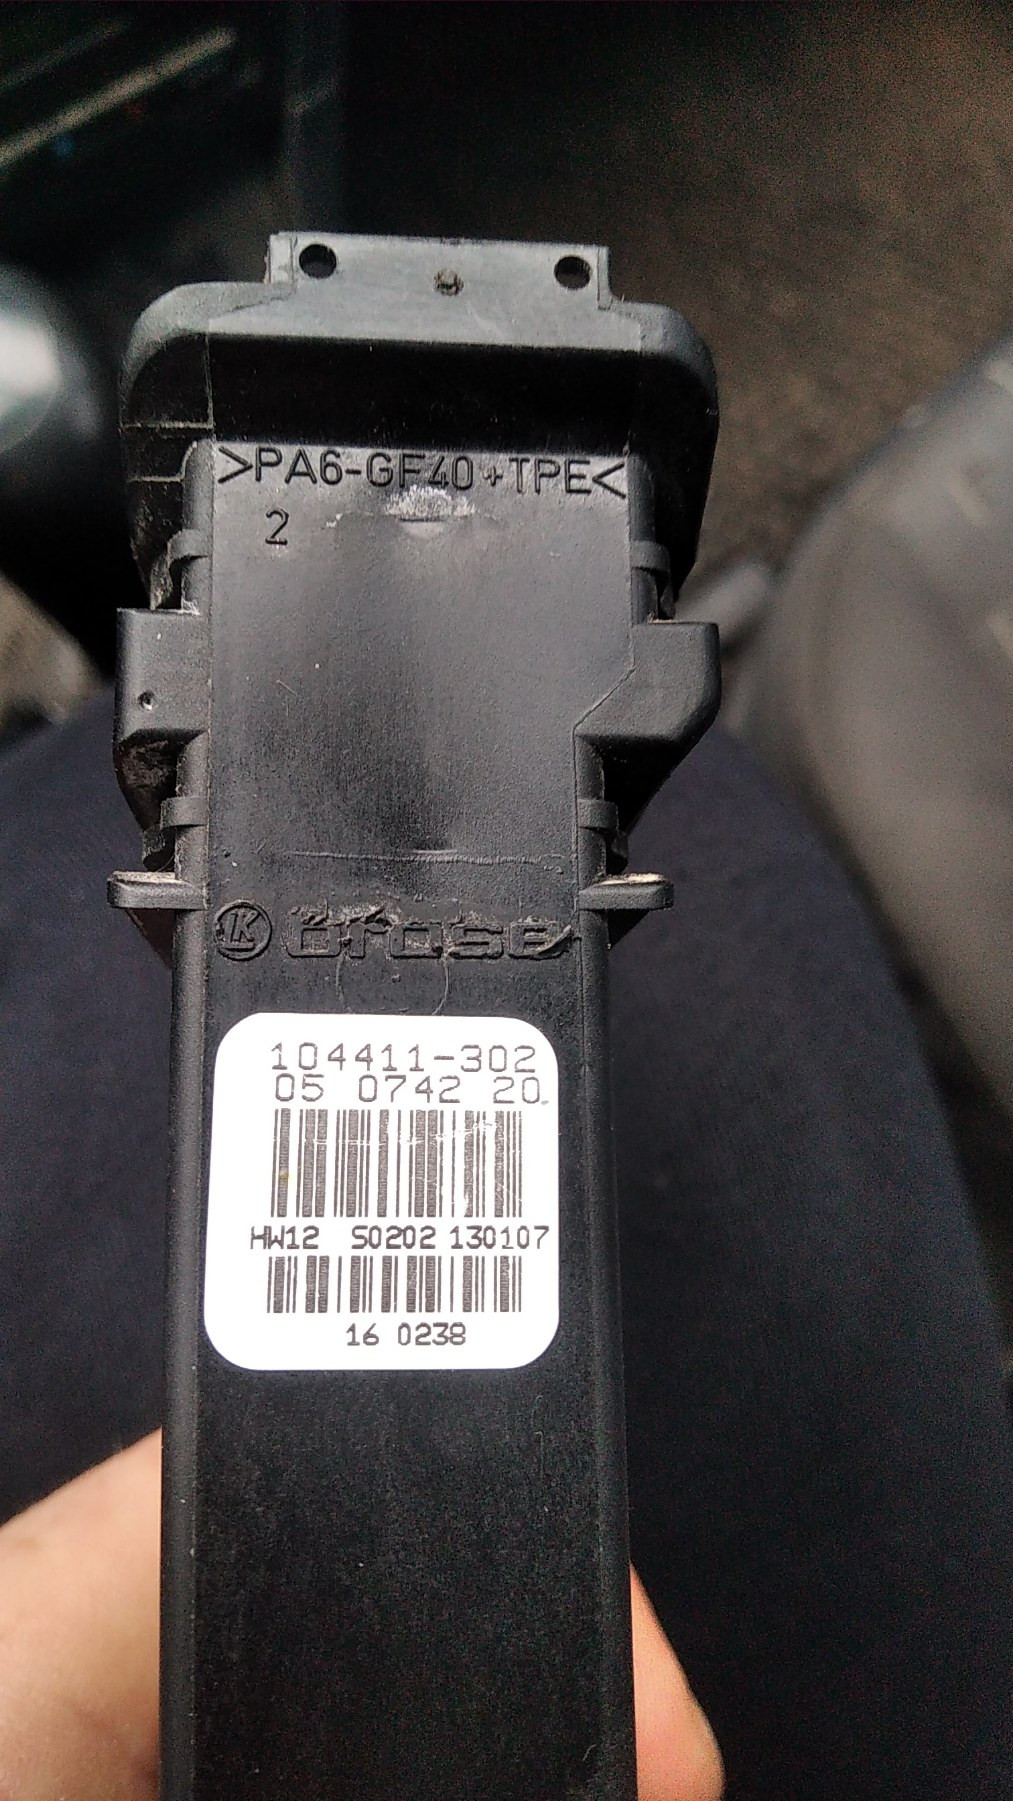 >PA6-GF40+TPE<
2
K brose
104411-302
05 0742 20
HW12 S0202 130107
16 0238